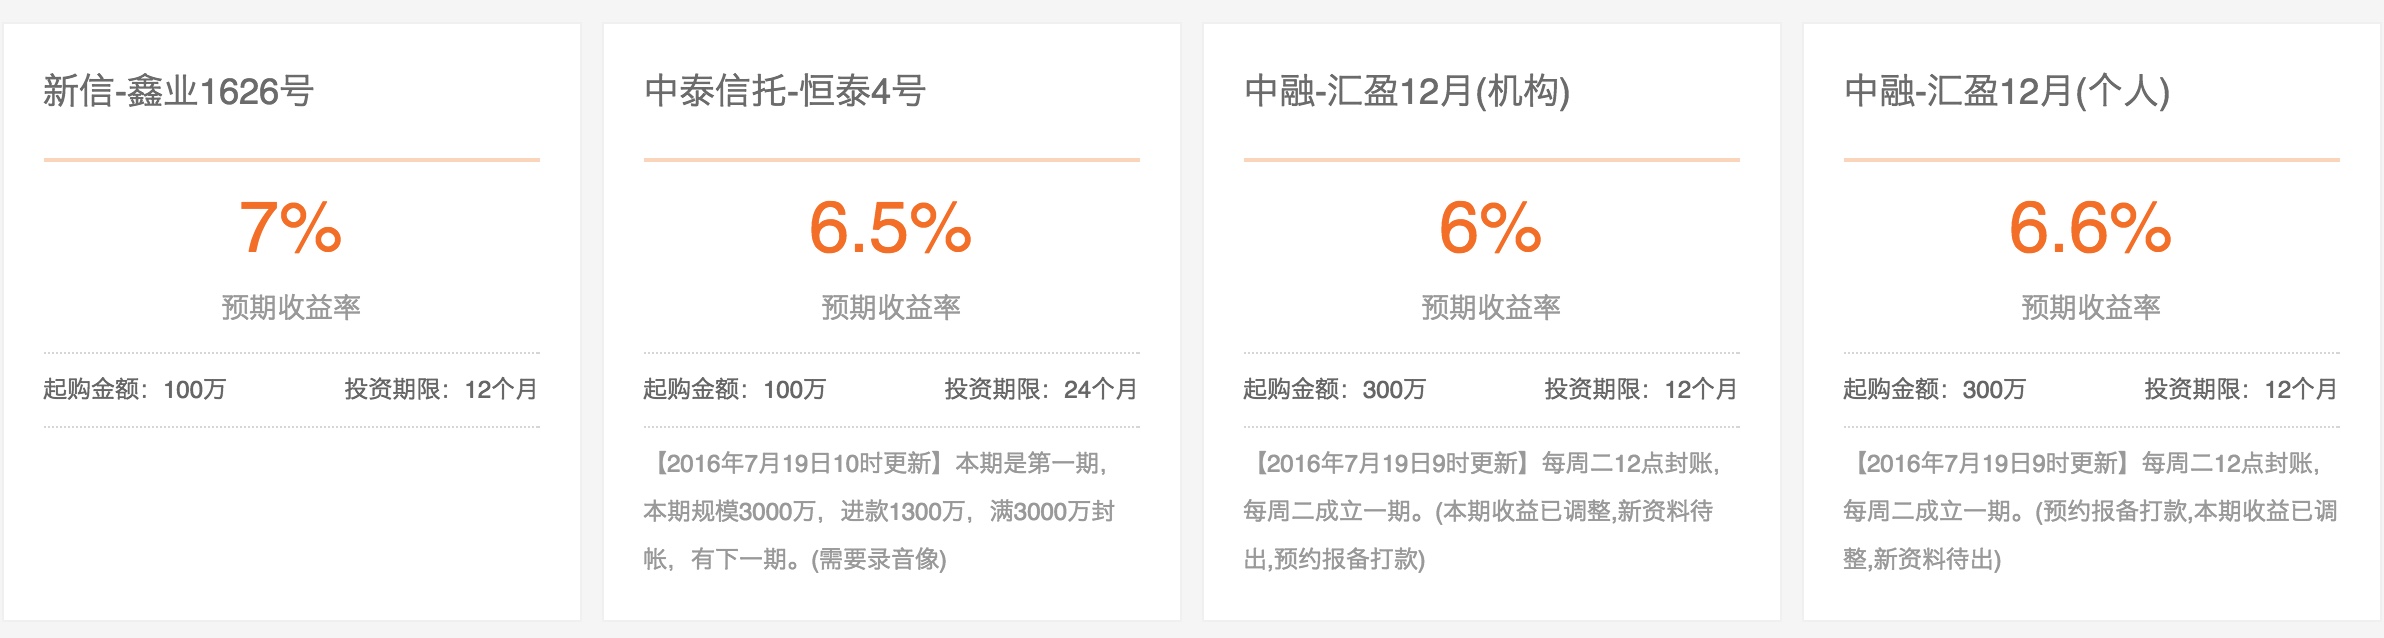 新信-鑫业1626号
7%
预期收益率
起购金额：100万
投资期限：12个月
中泰信托-恒泰4号
6.5%
预期收益率
起购金额：100万
投资期限：24个月
【2016年7月19日10时更新】本期是第一期，
本期规模3000万，进款1300万，满3000万封
帐，有下一期。(需要录音像)
中融-汇盈12月(机构)
6%
预期收益率
起购金额：300万
投资期限：12个月
【2016年7月19日9时更新】每周二12点封账，
每周二成立一期。(本期收益已调整,新资料待
出,预约报备打款)
中融-汇盈12月(个人)
6.6%
预期收益率
起购金额：300万
投资期限：12个月
【2016年7月19日9时更新】每周二12点封账，
每周二成立一期。(预约报备打款,本期收益已调
整,新资料待出)